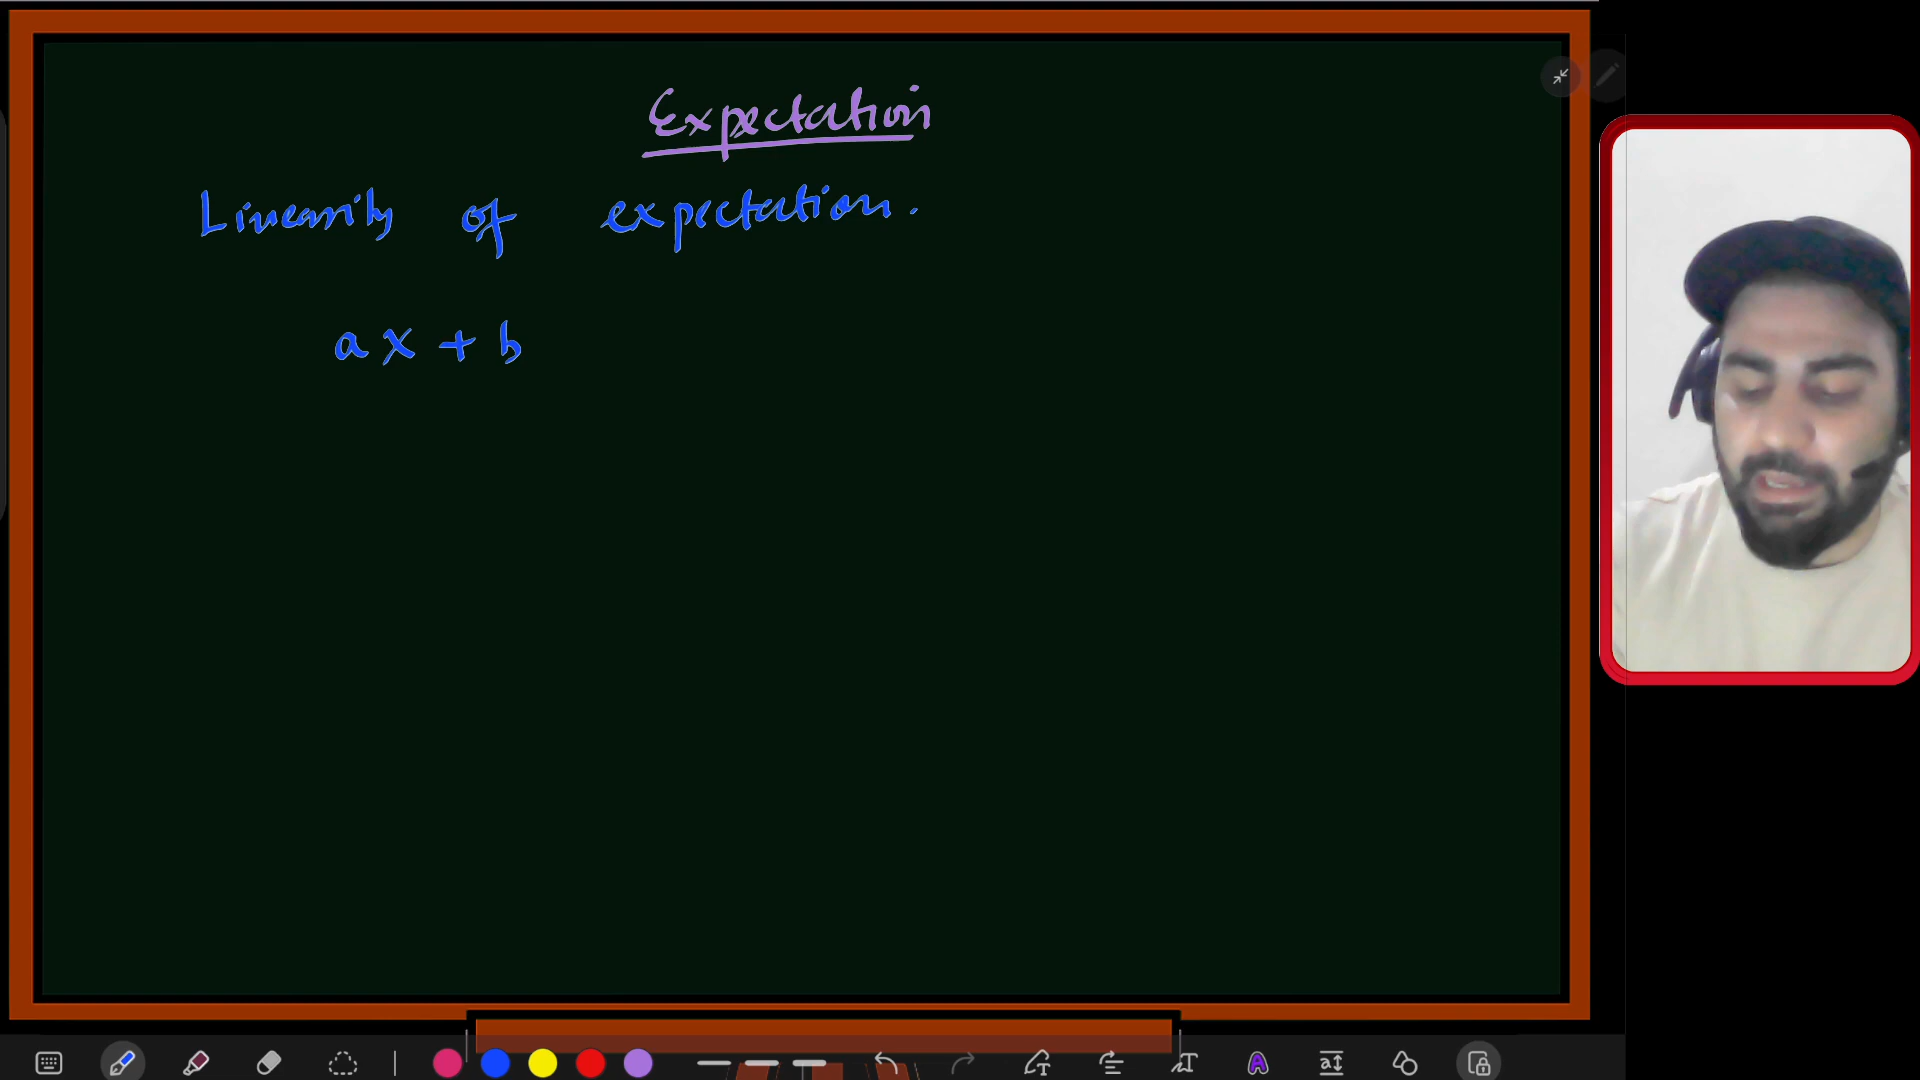 Expectation
Linearity of expectation.
ax + b